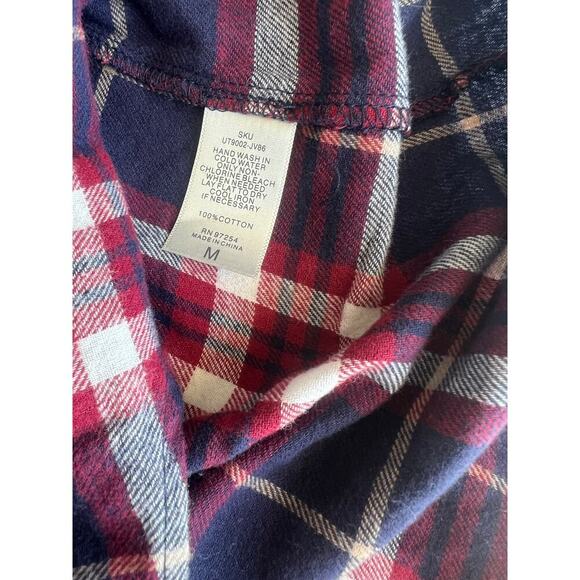 SKU
UT9002-JV86
HAND WASH IN
COLD WATER
ONLY NON-
CHLORINE BLEACH
WHEN NEEDED
LAY FLAT TO DRY
COOL IRON
IF NECESSARY
100%COTTON
RN 97254
MADE IN CHINA
M